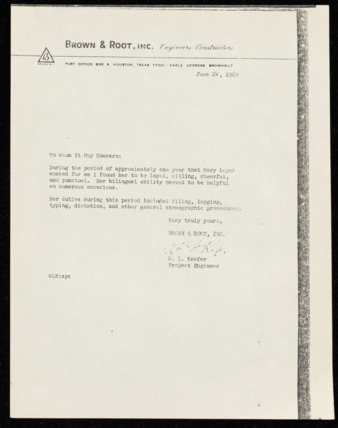 BROWN & ROOT, INC. Engineers Constructors
POST OFFICE BOX 3 HOUSTON, TEXAS 77001 - CABLE ADDRESS, BROWNBILT
June 24, 1967
To Whom It May Concern:
During the period of approximately one year that Mary Lopez
worked for me I found her to be loyal, willing, cheerful,
and punctual. Her bilingual ability proved to be helpful
on numerous occasions.
Her duties during this period included filing, logging,
typing, dictation, and other general stenographic procedures.
Very truly yours,
BROWN & ROOT, INC.
W. L. Keefer
Project Engineer